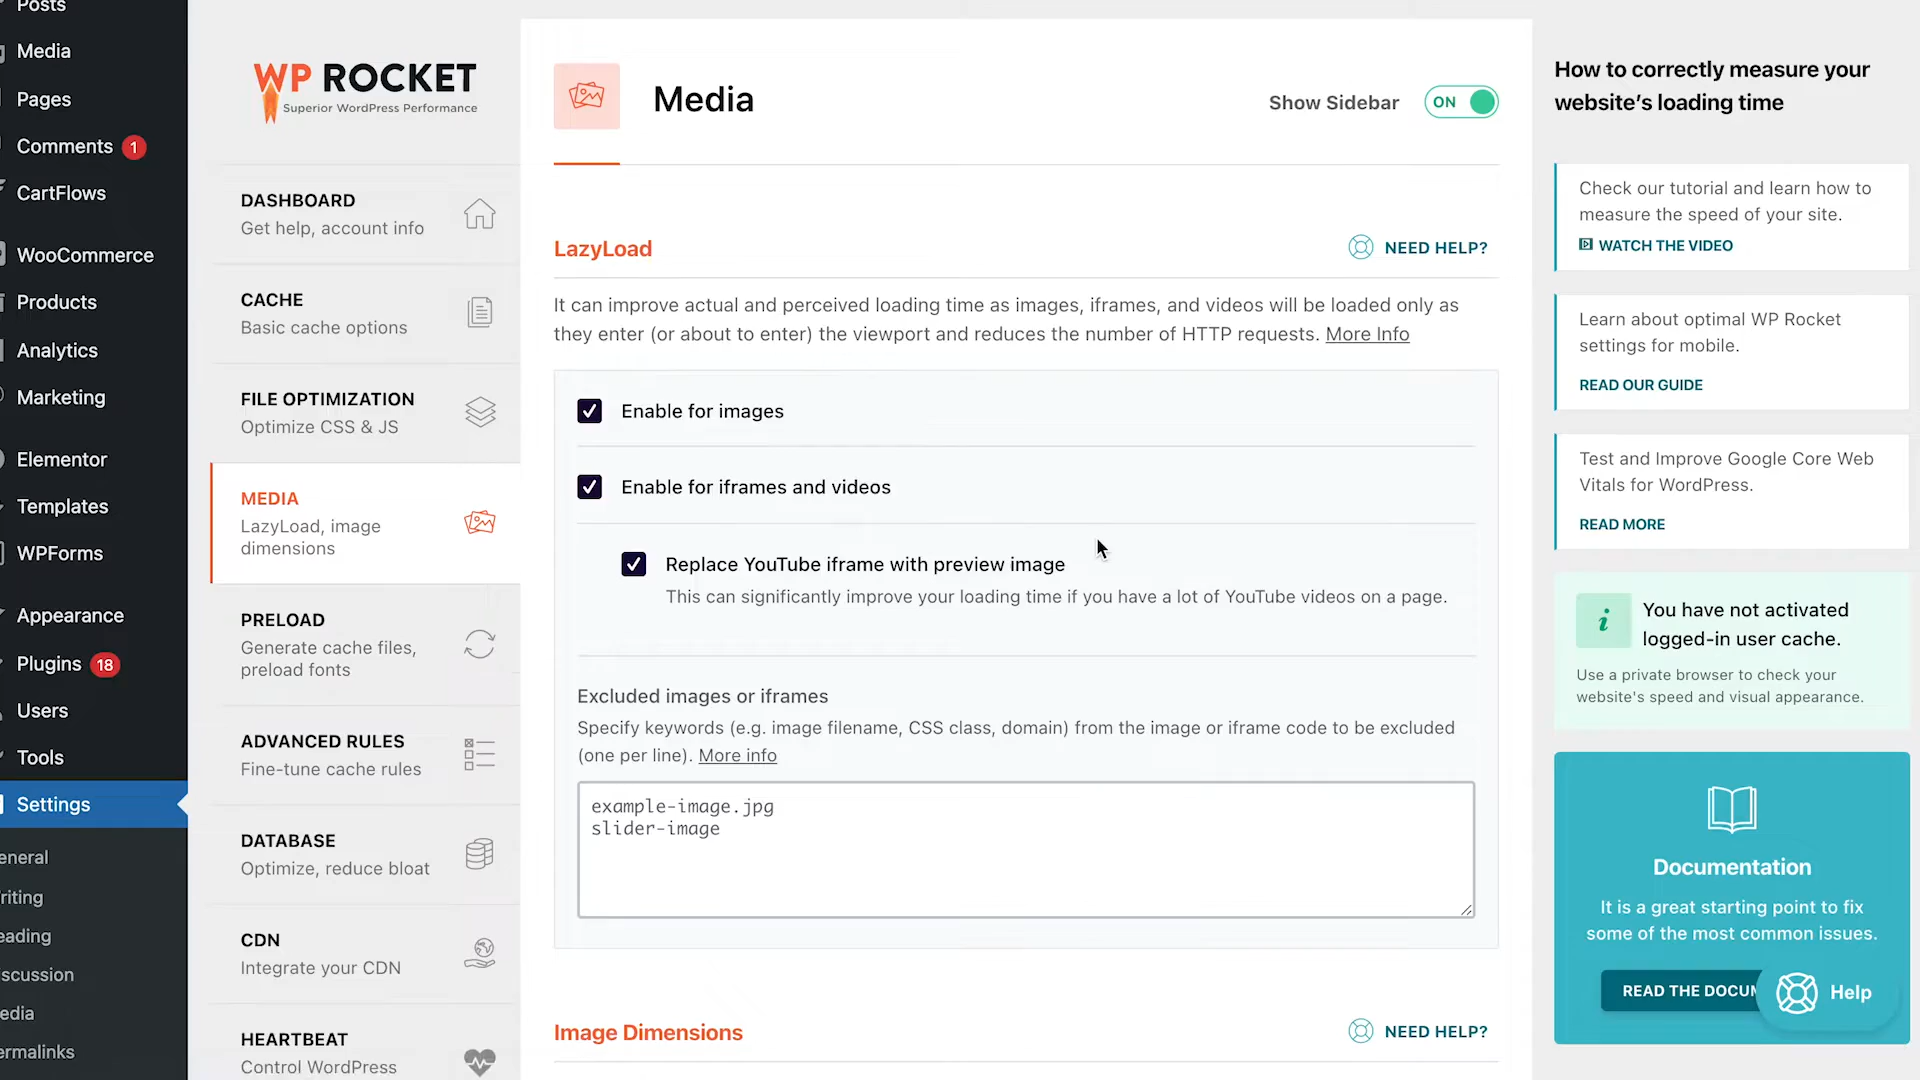 Posts
Media
Pages
Comments 1
CartFlows
WooCommerce
Products
Analytics
Marketing
Elementor
Templates
WPForms
Appearance
Plugins 18
Users
Tools
Settings
eneral
riting
eading
scussion
edia
ermalinks
WP ROCKET
Superior WordPress Performance
DASHBOARD
Get help, account info
CACHE
Basic cache options
FILE OPTIMIZATION
Optimize CSS & JS
MEDIA
LazyLoad, image
dimensions
PRELOAD
Generate cache files,
preload fonts
ADVANCED RULES
Fine-tune cache rules
DATABASE
Optimize, reduce bloat
CDN
Integrate your CDN
HEARTBEAT
Control WordPress
Media
Show Sidebar ON
LazyLoad
NEED HELP?
It can improve actual and perceived loading time as images, iframes, and videos will be loaded only as
they enter (or about to enter) the viewport and reduces the number of HTTP requests. More Info
Enable for images
Enable for iframes and videos
Replace YouTube iframe with preview image
This can significantly improve your loading time if you have a lot of YouTube videos on a page.
Excluded images or iframes
Specify keywords (e.g. image filename, CSS class, domain) from the image or iframe code to be excluded
(one per line). More info
example-image.jpg
slider-image
Image Dimensions
NEED HELP?
How to correctly measure your
website's loading time
Check our tutorial and learn how to
measure the speed of your site.
WATCH THE VIDEO
Learn about optimal WP Rocket
settings for mobile.
READ OUR GUIDE
Test and Improve Google Core Web
Vitals for WordPress.
READ MORE
i
You have not activated
logged-in user cache.
Use a private browser to check your
website's speed and visual appearance.
Documentation
It is a great starting point to fix
some of the most common issues.
READ THE DOCUM
Help